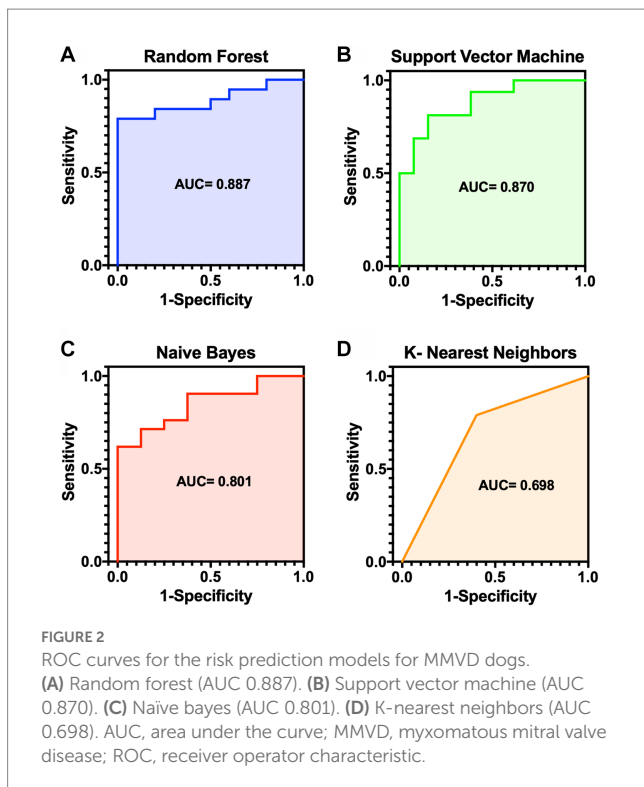 A
Random Forest
1.0
0.5
0.0
Sensitivity
AUC= 0.887
0.0 0.5 1.0
1-Specificity
B
Support Vector Machine
1.0
0.5
0.0
Sensitivity
AUC= 0.870
0.0 0.5 1.0
1-Specificity
C
Naive Bayes
1.0
0.5
0.0
Sensitivity
AUC= 0.801
0.0 0.5 1.0
1-Specificity
D
K- Nearest Neighbors
1.0
0.5
0.0
Sensitivity
AUC= 0.698
0.0 0.5 1.0
1-Specificity
FIGURE 2
ROC curves for the risk prediction models for MMVD dogs.
(A) Random forest (AUC 0.887). (B) Support vector machine (AUC
0.870). (C) Naïve bayes (AUC 0.801). (D) K-nearest neighbors (AUC
0.698). AUC, area under the curve; MMVD, myxomatous mitral valve
disease; ROC, receiver operator characteristic.